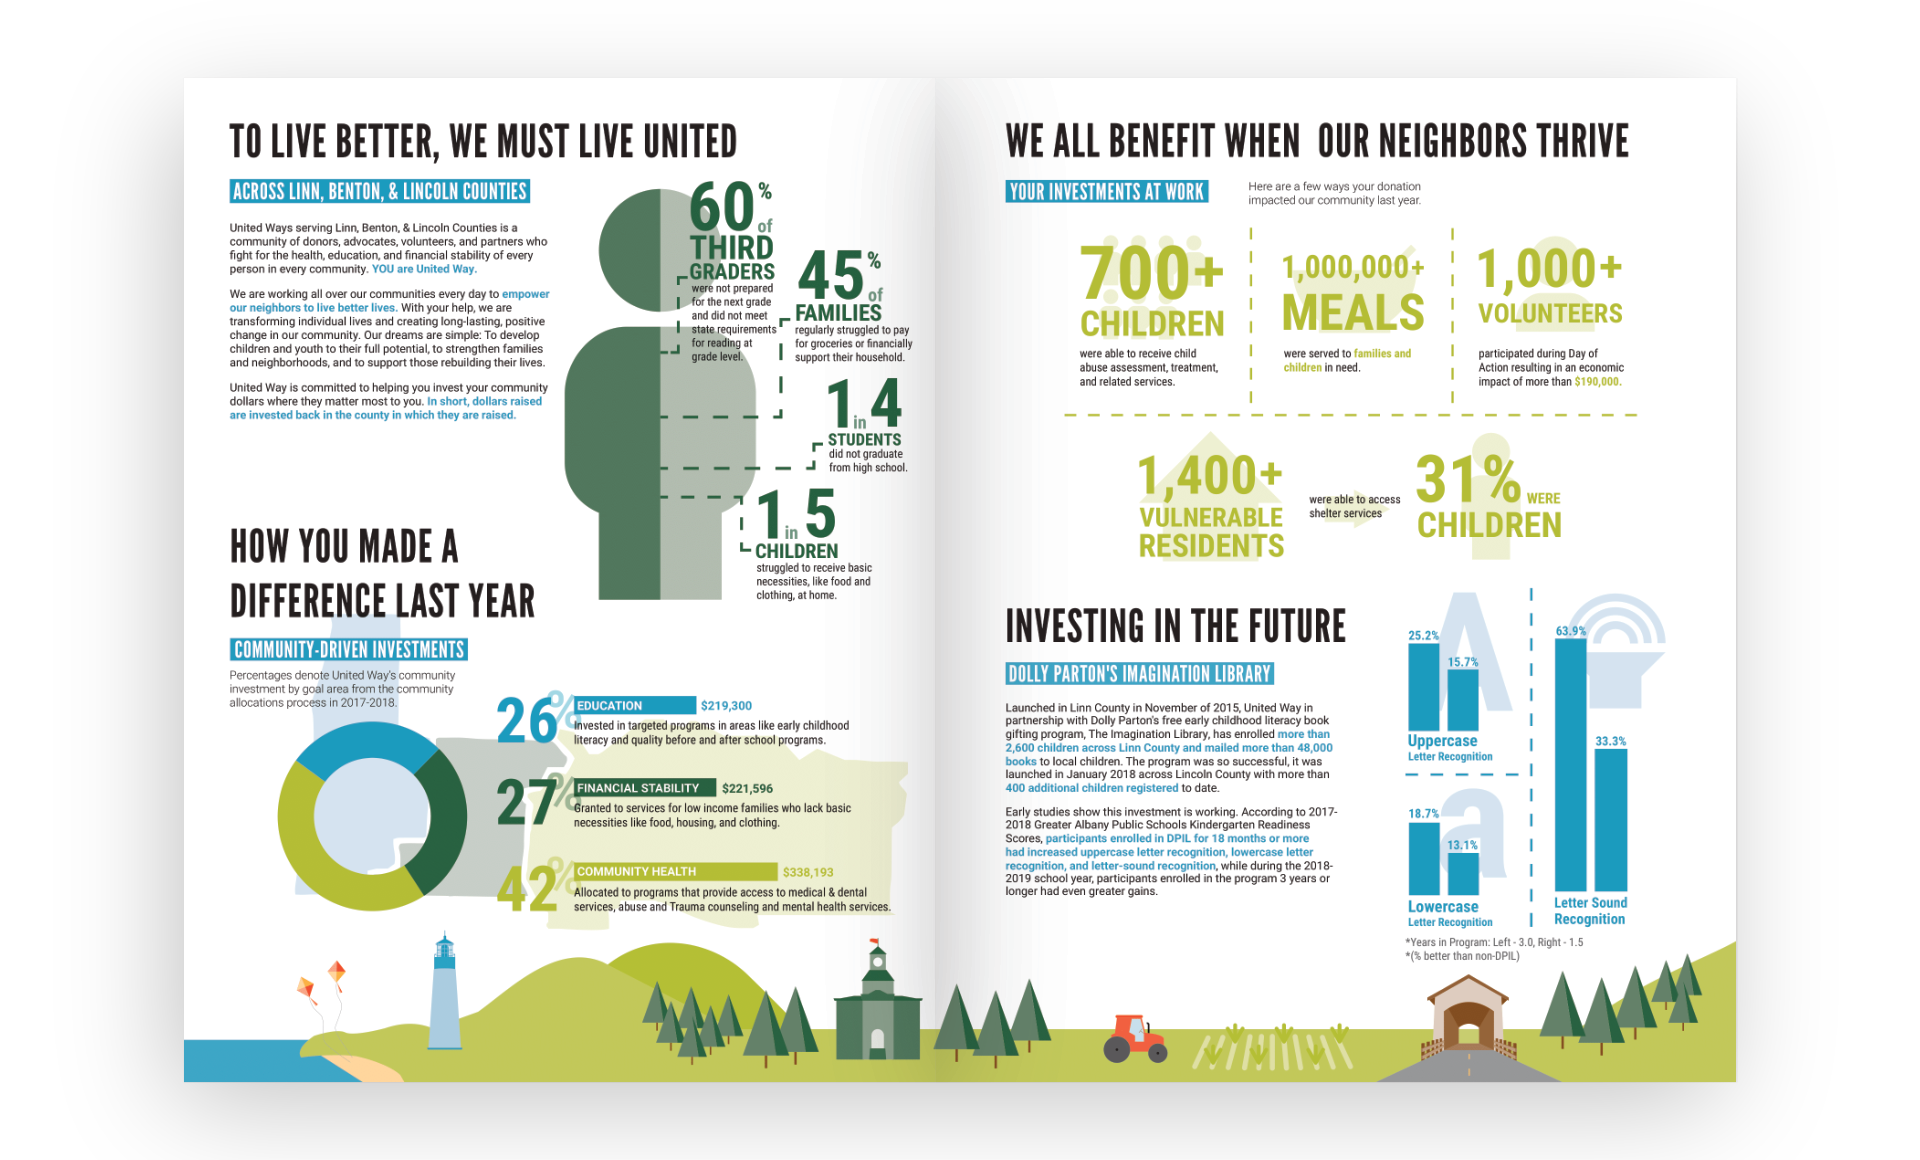 TO LIVE BETTER, WE MUST LIVE UNITED
ACROSS LINN, BENTON, & LINCOLN COUNTIES
United Ways serving Linn, Benton, & Lincoln Counties is a
community of donors, advocates, volunteers, and partners who
fight for the health, education, and financial stability of every
person in every community. YOU are United Way.
We are working all over our communities every day to empower
our neighbors to live better lives. With your help, we are
transforming individual lives and creating long-lasting, positive
change in our community. Our dreams are simple: To develop
children and youth to their full potential, to strengthen families
and neighborhoods, and to support those rebuilding their lives.
United Way is committed to helping you invest your community
dollars where they matter most to you. In short, dollars raised
are invested back in the county in which they are raised.
60% of
THIRD
GRADERS
were not prepared
for the next grade
and did not meet
state requirements
for reading at
grade level.
45% of
FAMILIES
regularly struggled to pay
for groceries or financially
support their household.
1 in 4
STUDENTS
did not graduate
from high school.
1 in 5
CHILDREN
struggled to receive basic
necessities, like food and
clothing, at home.
HOW YOU MADE A
DIFFERENCE LAST YEAR
COMMUNITY-DRIVEN INVESTMENTS
Percentages denote United Way's community
investment by goal area from the community
allocations process in 2017-2018.
26% EDUCATION $219,300
Invested in targeted programs in areas like early childhood
literacy and quality before and after school programs.
27% FINANCIAL STABILITY $221,596
Granted to services for low income families who lack basic
necessities like food, housing, and clothing.
42% COMMUNITY HEALTH $338,193
Allocated to programs that provide access to medical & dental
services, abuse and Trauma counseling and mental health services.
WE ALL BENEFIT WHEN OUR NEIGHBORS THRIVE
YOUR INVESTMENTS AT WORK
Here are a few ways your donation
impacted our community last year.
700+
CHILDREN
were able to receive child
abuse assessment, treatment,
and related services.
1,000,000+
MEALS
were served to families and
children in need.
1,000+
VOLUNTEERS
participated during Day of
Action resulting in an economic
impact of more than $190,000.
1,400+
VULNERABLE
RESIDENTS
were able to access
shelter services
31% WERE
CHILDREN
INVESTING IN THE FUTURE
DOLLY PARTON'S IMAGINATION LIBRARY
Launched in Linn County in November of 2015, United Way in
partnership with Dolly Parton's free early childhood literacy book
gifting program, The Imagination Library, has enrolled more than
2,600 children across Linn County and mailed more than 48,000
books to local children. The program was so successful, it was
launched in January 2018 across Lincoln County with more than
400 additional children registered to date.
Early studies show this investment is working. According to 2017-
2018 Greater Albany Public Schools Kindergarten Readiness
Scores, participants enrolled in DPIL for 18 months or more
had increased uppercase letter recognition, lowercase letter
recognition, and letter-sound recognition, while during the 2018-
2019 school year, participants enrolled in the program 3 years or
longer had even greater gains.
A
25.2%
15.7%
Uppercase
Letter Recognition
a
18.7%
13.1%
Lowercase
Letter Recognition
63.9%
33.3%
Letter Sound
Recognition
*Years in Program: Left - 3.0, Right - 1.5
*(% better than non-DPIL)